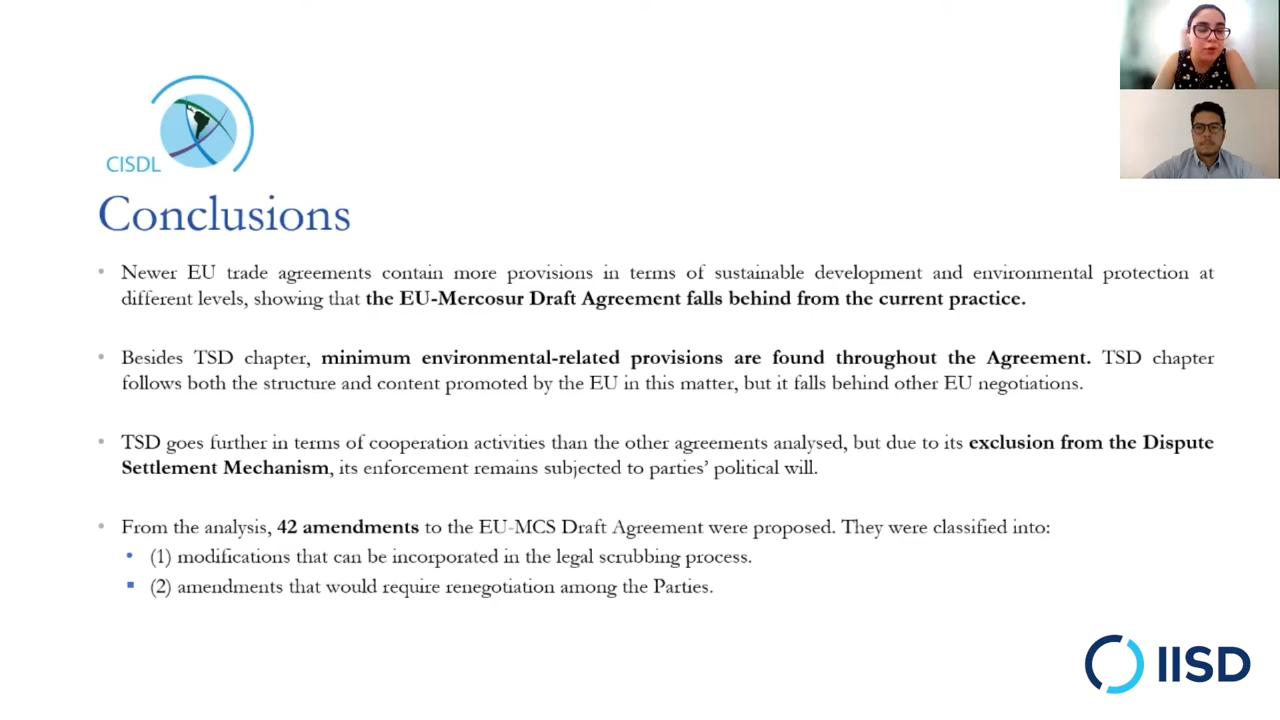 CISDL
Conclusions
• Newer EU trade agreements contain more provisions in terms of sustainable development and environmental protection at
different levels, showing that the EU-Mercosur Draft Agreement falls behind from the current practice.
• Besides TSD chapter, minimum environmental-related provisions are found throughout the Agreement. TSD chapter
follows both the structure and content promoted by the EU in this matter, but it falls behind other EU negotiations.
• TSD goes further in terms of cooperation activities than the other agreements analysed, but due to its exclusion from the Dispute
Settlement Mechanism, its enforcement remains subjected to parties’ political will.
• From the analysis, 42 amendments to the EU-MCS Draft Agreement were proposed. They were classified into:
• (1) modifications that can be incorporated in the legal scrubbing process.
▪ (2) amendments that would require renegotiation among the Parties.
IISD